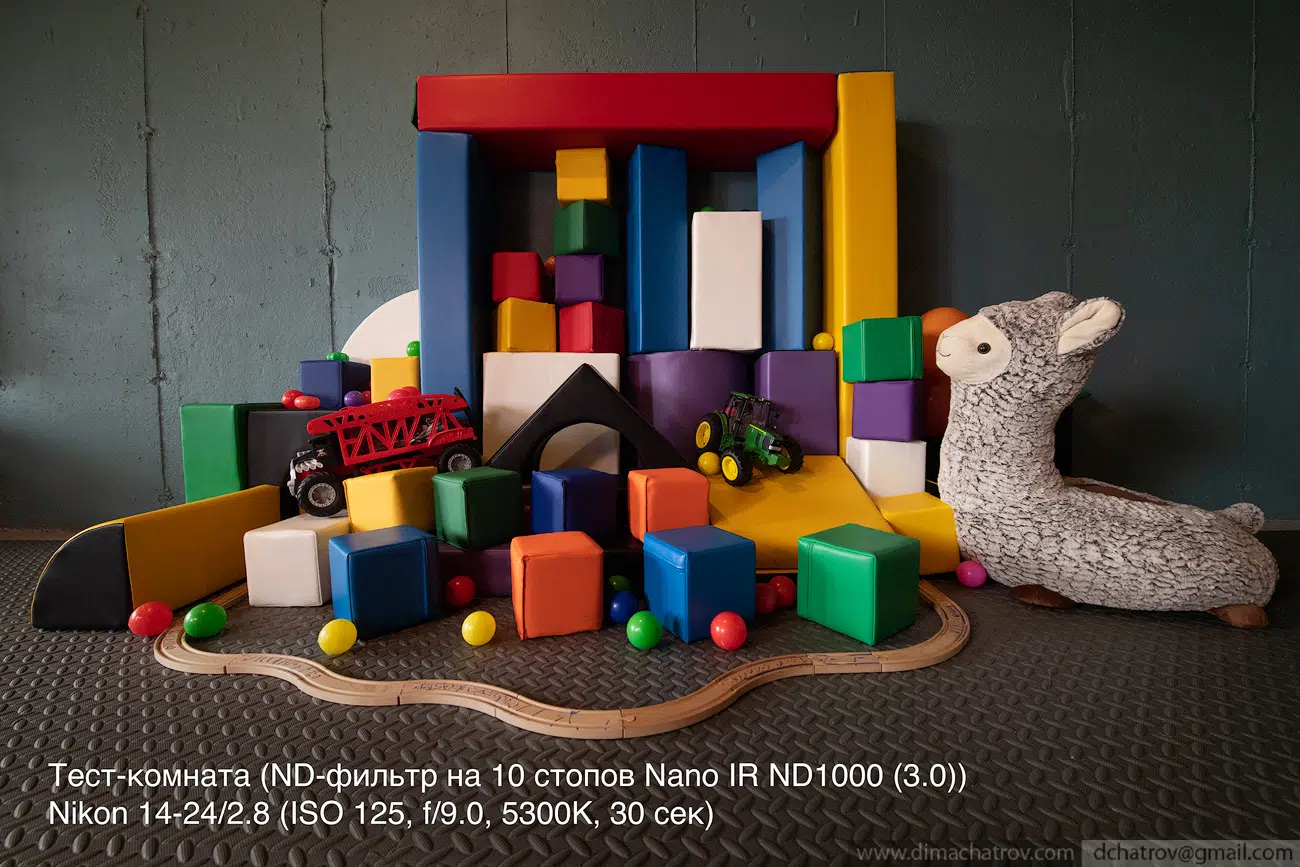 Тест-комната (ND-фильтр на 10 стопов Nano IR ND1000 (3.0))
Nikon 14-24/2.8 (ISO 125, f/9.0, 5300K, 30 сек)
www.dimachatrov.com dchatrov@gmail.com